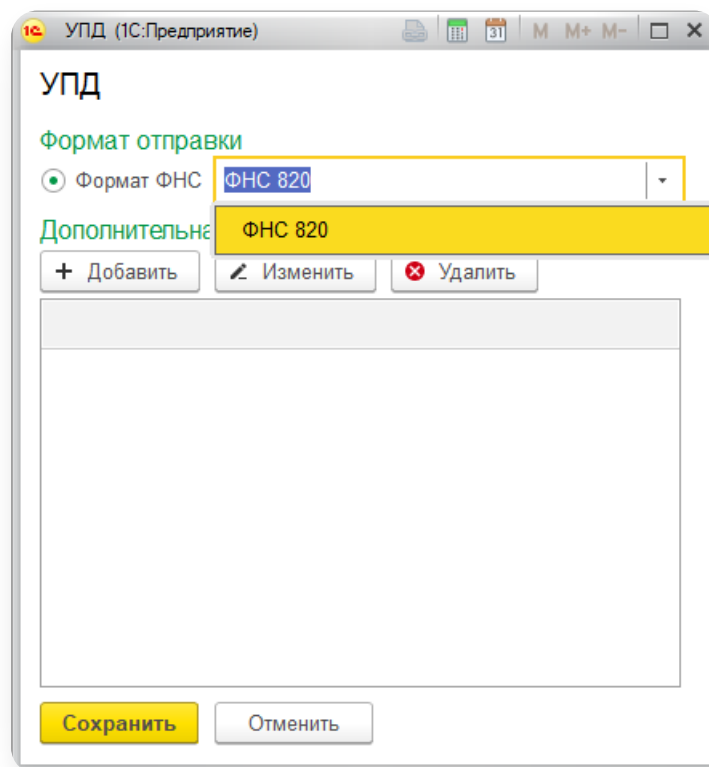 1С УПД (1С:Предприятие) 31 M M+ M-
УПД
Формат отправки
Формат ФНС ФНС 820
ФНС 820
Дополнительна
Добавить Изменить Удалить
Сохранить Отменить